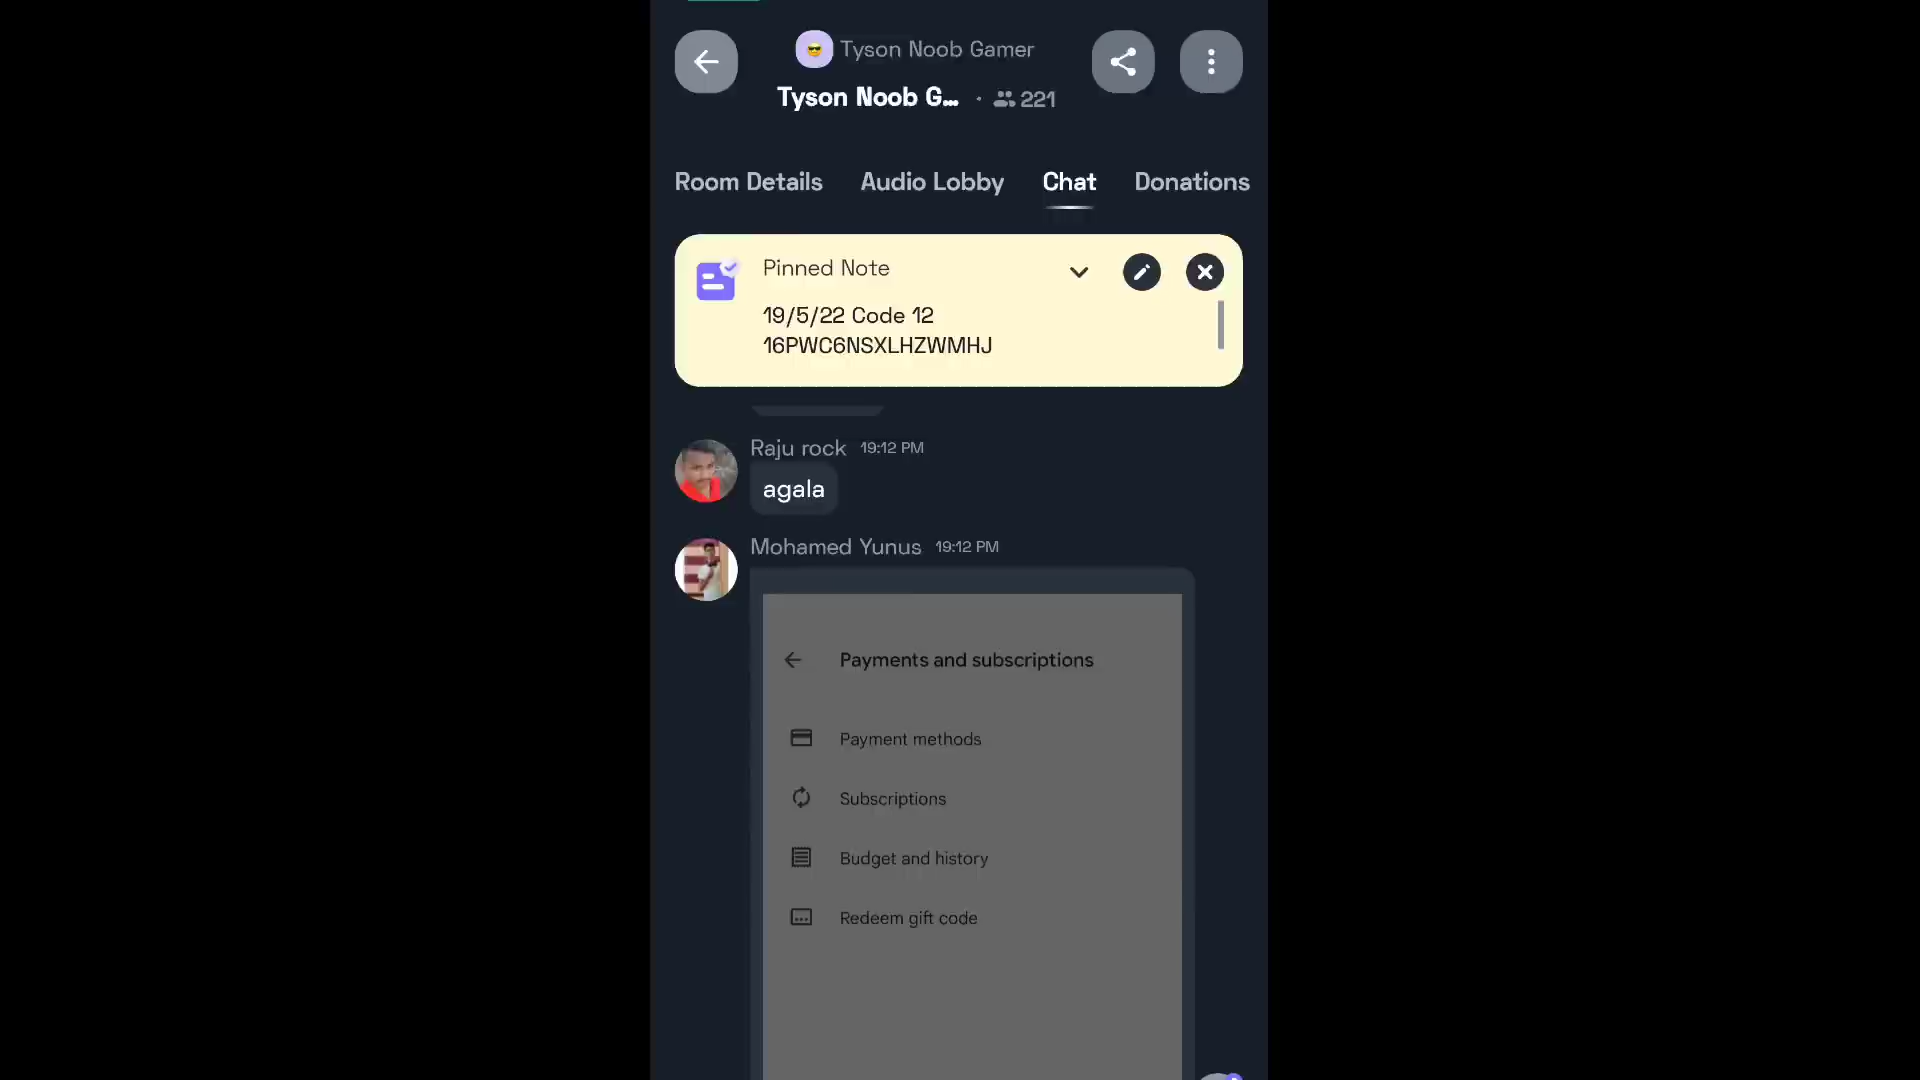 Tyson Noob Gamer
Tyson Noob G... · 221
Room Details Audio Lobby Chat Donations
Pinned Note
19/5/22 Code 12
16PWC6NSXLHZWMHJ
Raju rock 19:12 PM
agala
Mohamed Yunus 19:12 PM
Payments and subscriptions
Payment methods
Subscriptions
Budget and history
Redeem gift code